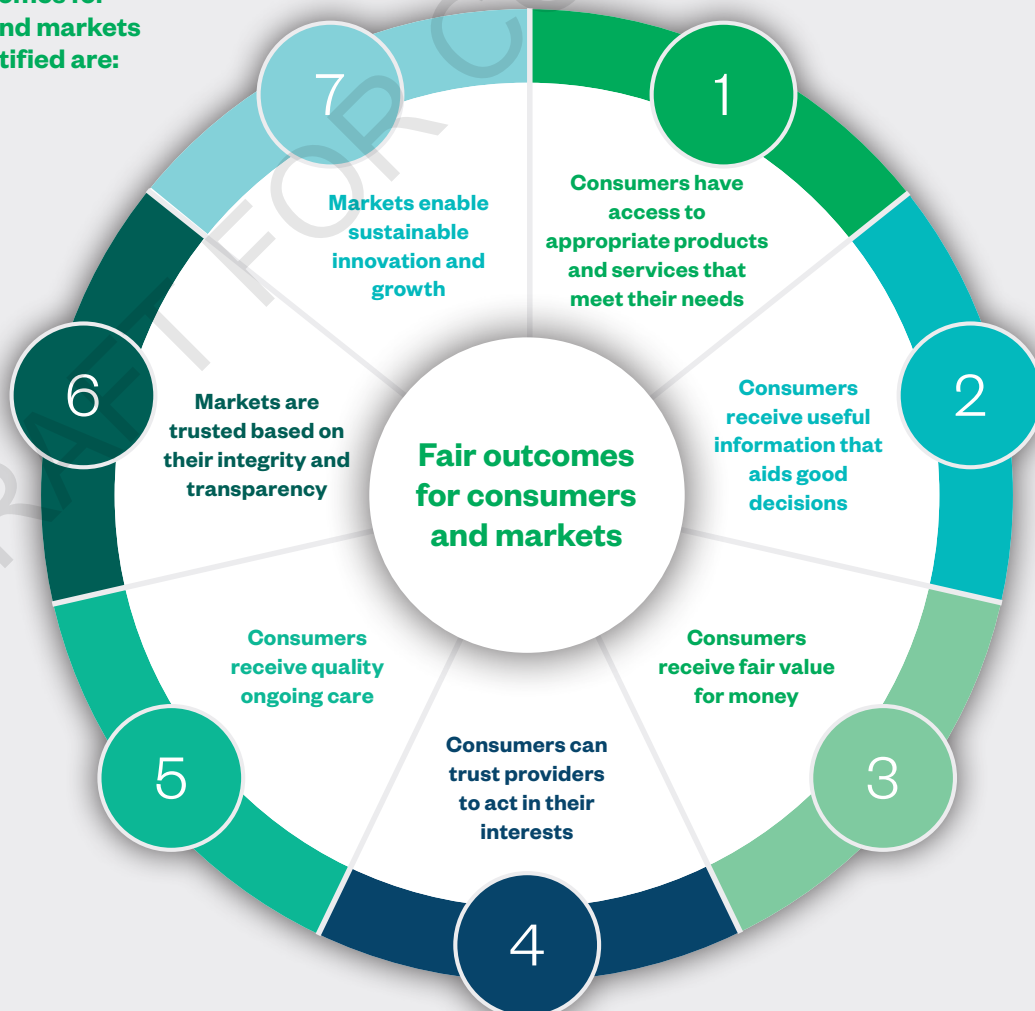 nd markets
tified are:
1
Consumers have
access to
appropriate products
and services that
meet their needs
2
Consumers
receive useful
information that
aids good
decisions
3
Consumers
receive fair value
for money
4
Consumers can
trust providers
to act in their
interests
5
Consumers
receive quality
ongoing care
6
Markets are
trusted based on
their integrity and
transparency
7
Markets enable
sustainable
innovation and
growth
Fair outcomes
for consumers
and markets
RAFT FOR CO